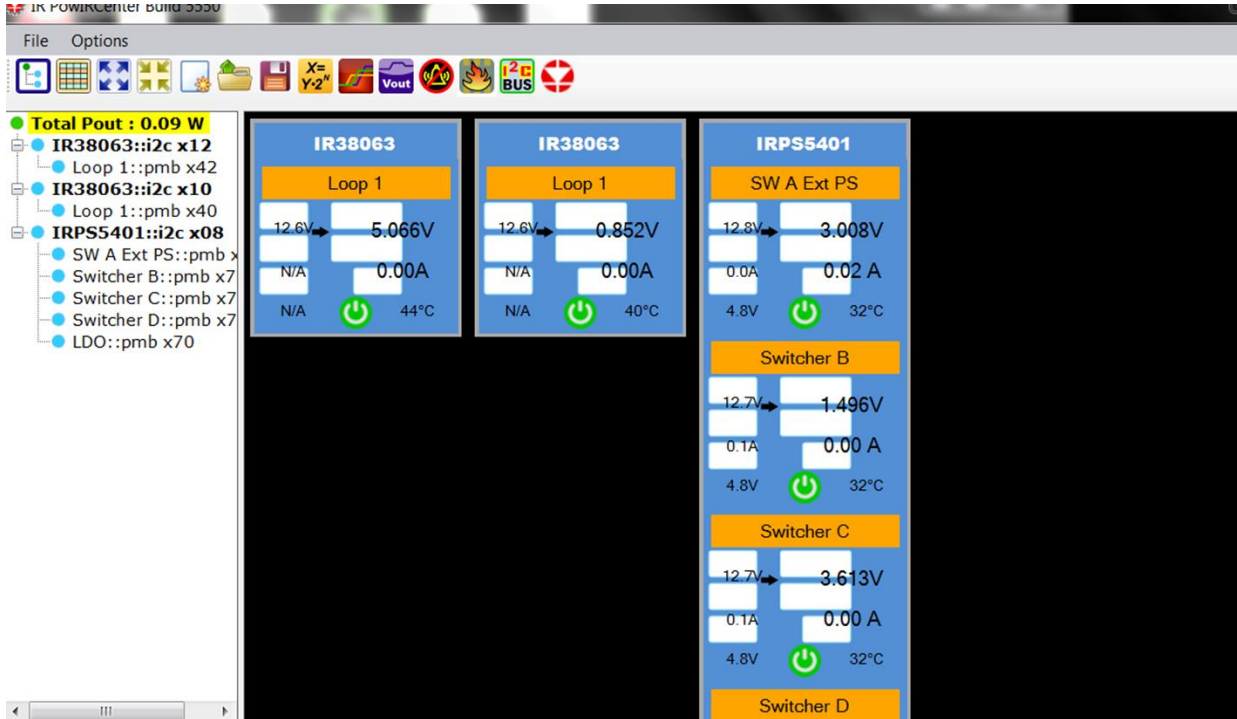 IR PowIRCenter Build 5550
File Options
X=
Y·2ᴺ
Vout
I²C
BUS
Total Pout : 0.09 W
IR38063::i2c x12
Loop 1::pmb x42
IR38063::i2c x10
Loop 1::pmb x40
IRPS5401::i2c x08
SW A Ext PS::pmb x
Switcher B::pmb x7
Switcher C::pmb x7
Switcher D::pmb x7
LDO::pmb x70
IR38063
Loop 1
12.6V 5.066V
N/A 0.00A
N/A 44°C
IR38063
Loop 1
12.6V 0.852V
N/A 0.00A
N/A 40°C
IRPS5401
SW A Ext PS
12.8V 3.008V
0.0A 0.02 A
4.8V 32°C
Switcher B
12.7V 1.496V
0.1A 0.00 A
4.8V 32°C
Switcher C
12.7V 3.613V
0.1A 0.00 A
4.8V 32°C
Switcher D